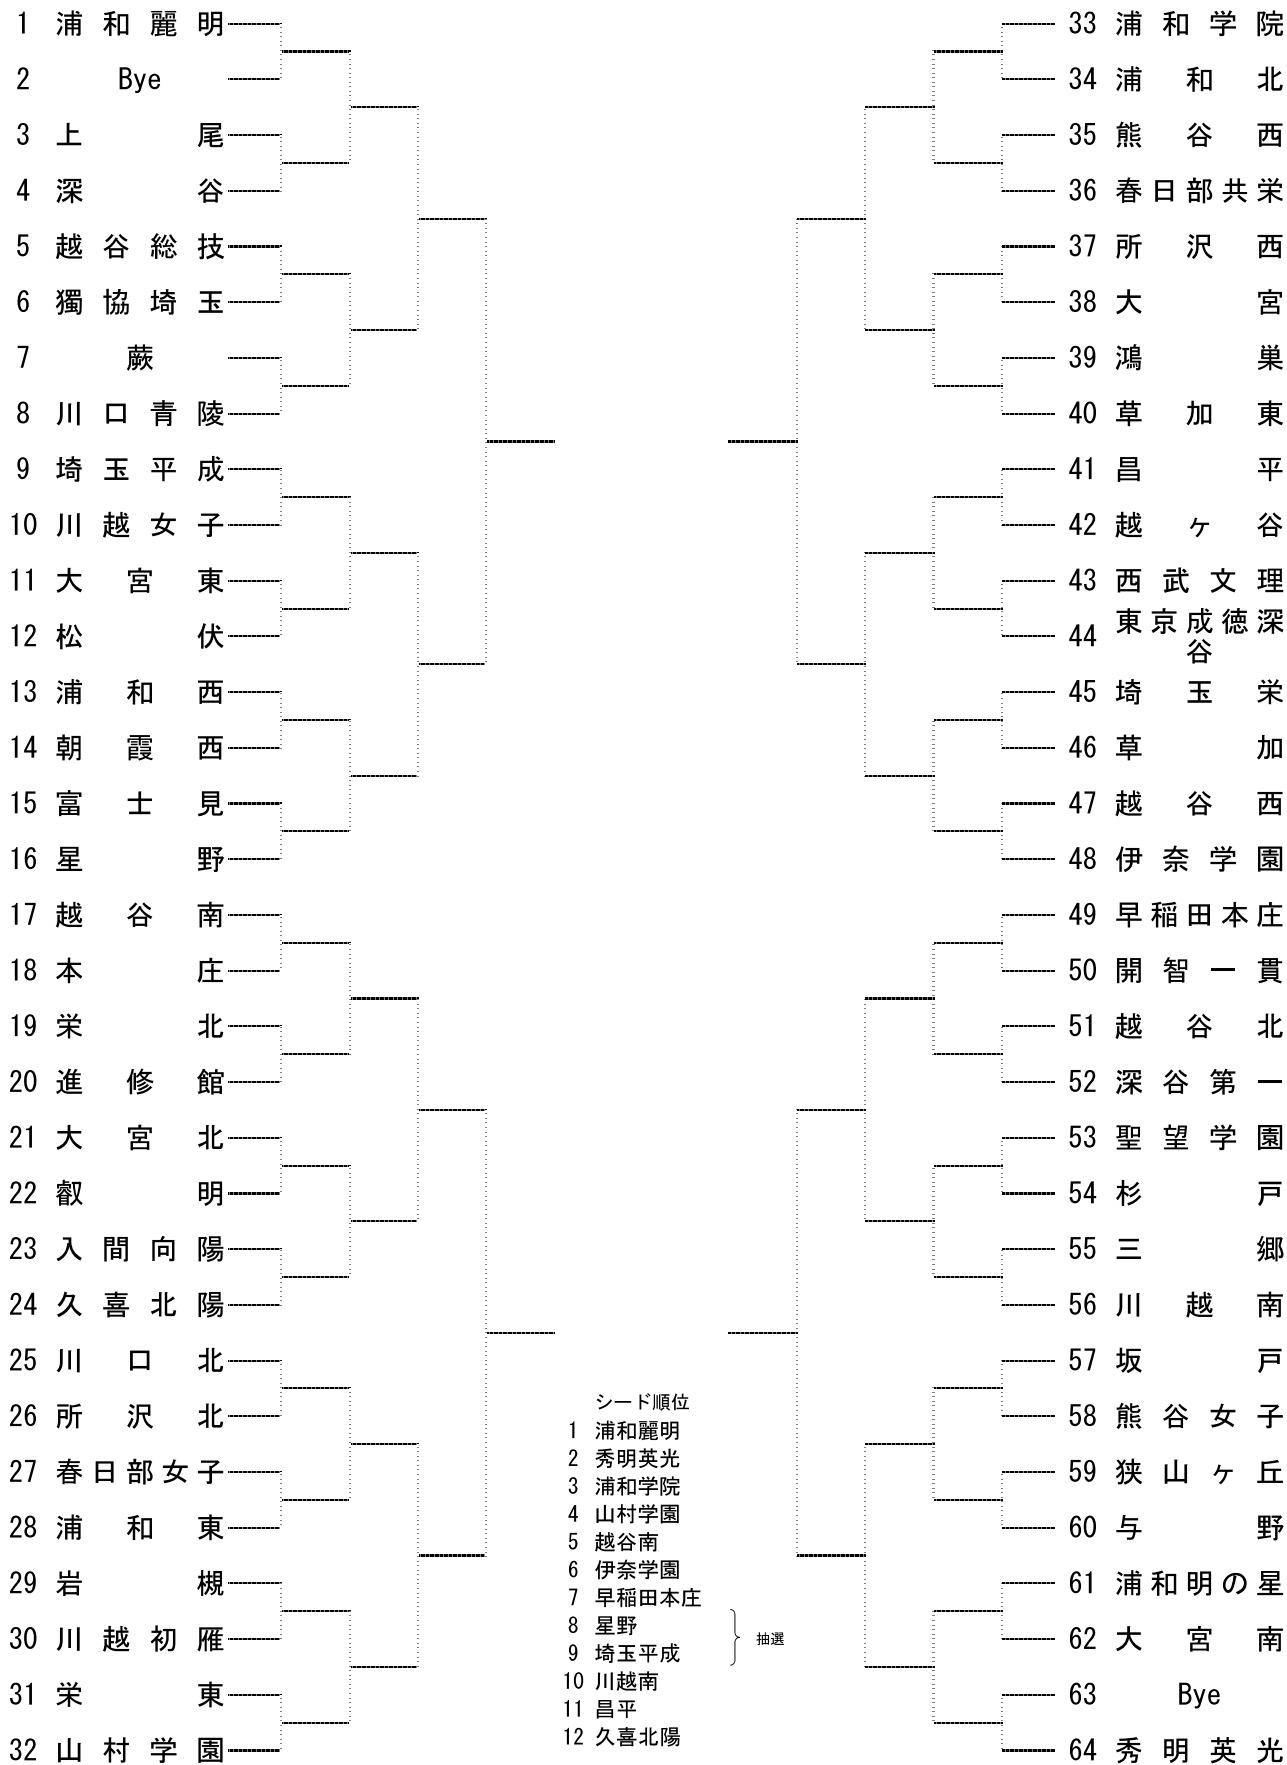 1 浦和麗明
2 Bye
3 上尾
4 深谷
5 越谷総技
6 獨協埼玉
7 蕨
8 川口青陵
9 埼玉平成
10 川越女子
11 大宮東
12 松伏
13 浦和西
14 朝霞西
15 富士見
16 星野
17 越谷南
18 本庄
19 栄北
20 進修館
21 大宮北
22 叡明
23 入間向陽
24 久喜北陽
25 川口北
26 所沢北
27 春日部女子
28 浦和東
29 岩槻
30 川越初雁
31 栄東
32 山村学園
シード順位
1 浦和麗明
2 秀明英光
3 浦和学院
4 山村学園
5 越谷南
6 伊奈学園
7 早稲田本庄
8 星野
9 埼玉平成
抽選
10 川越南
11 昌平
12 久喜北陽
33 浦和学院
34 浦和北
35 熊谷西
36 春日部共栄
37 所沢西
38 大宮
39 鴻巣
40 草加東
41 昌平
42 越ヶ谷
43 西武文理
44 東京成徳深
谷
45 埼玉栄
46 草加
47 越谷西
48 伊奈学園
49 早稲田本庄
50 開智一貫
51 越谷北
52 深谷第一
53 聖望学園
54 杉戸
55 三郷
56 川越南
57 坂戸
58 熊谷女子
59 狭山ヶ丘
60 与野
61 浦和明の星
62 大宮南
63 Bye
64 秀明英光